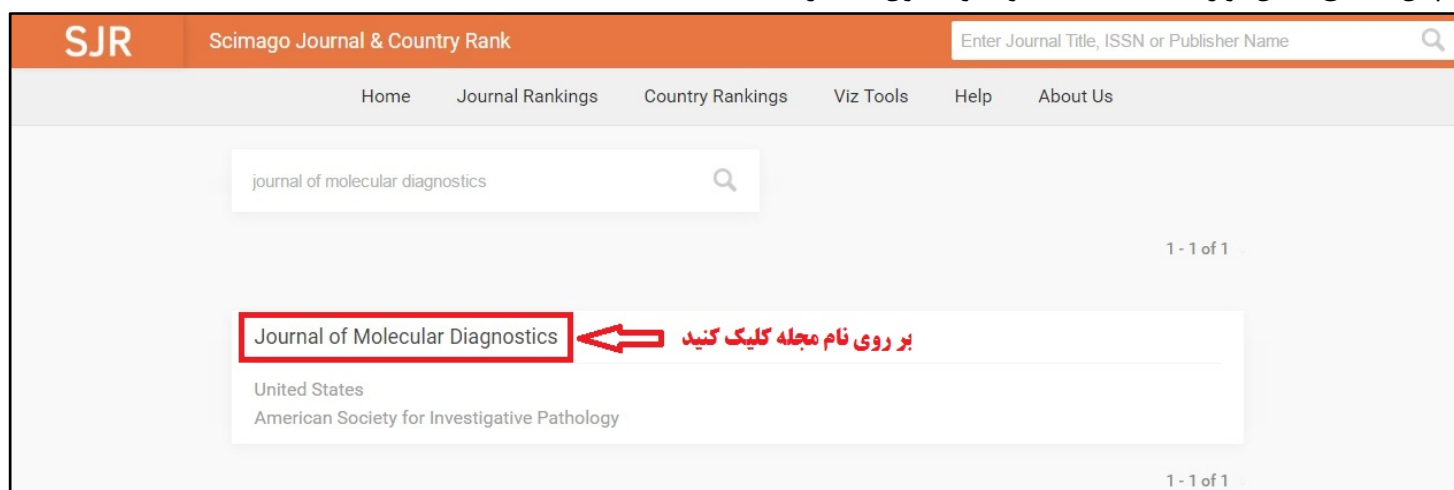 SJR Scimago Journal & Country Rank Enter Journal Title, ISSN or Publisher Name
Home Journal Rankings Country Rankings Viz Tools Help About Us
journal of molecular diagnostics
1 - 1 of 1
Journal of Molecular Diagnostics بر روی نام مجله کلیک کنید
United States
American Society for Investigative Pathology
1 - 1 of 1